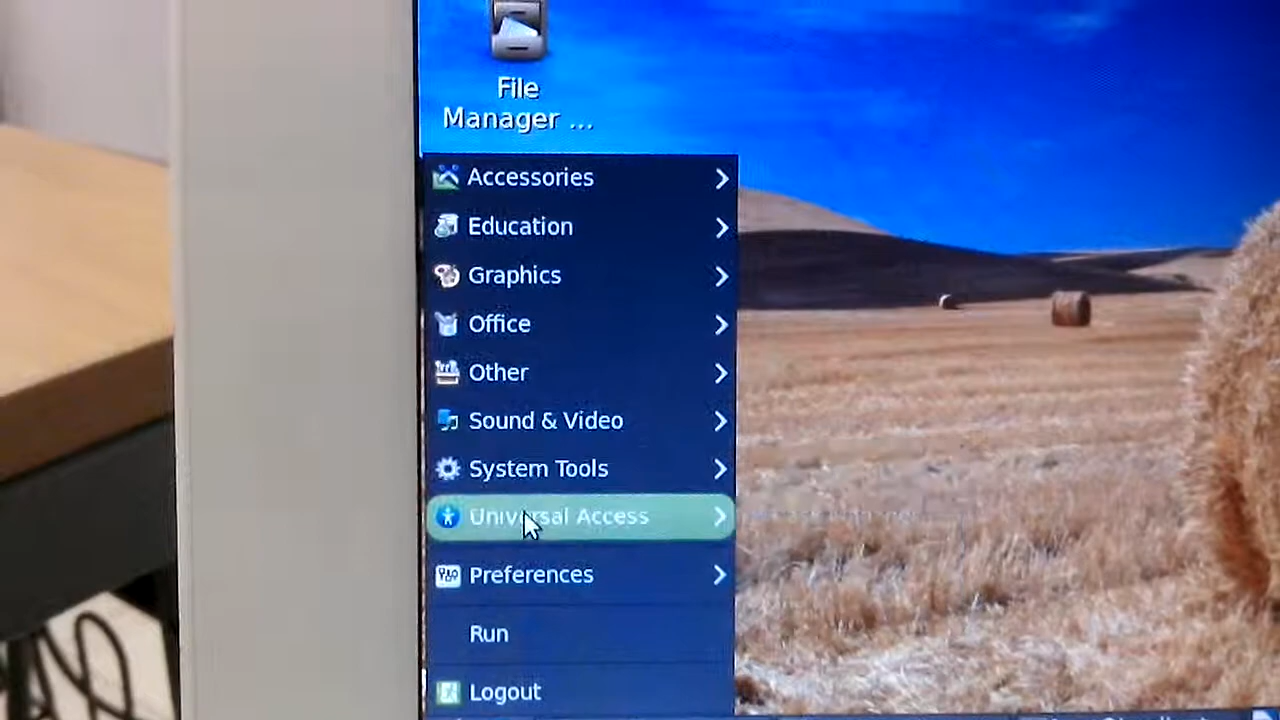 File
Manager ...
Accessories
Education
Graphics
Office
Other
Sound & Video
System Tools
Universal Access
Preferences
Run
Logout